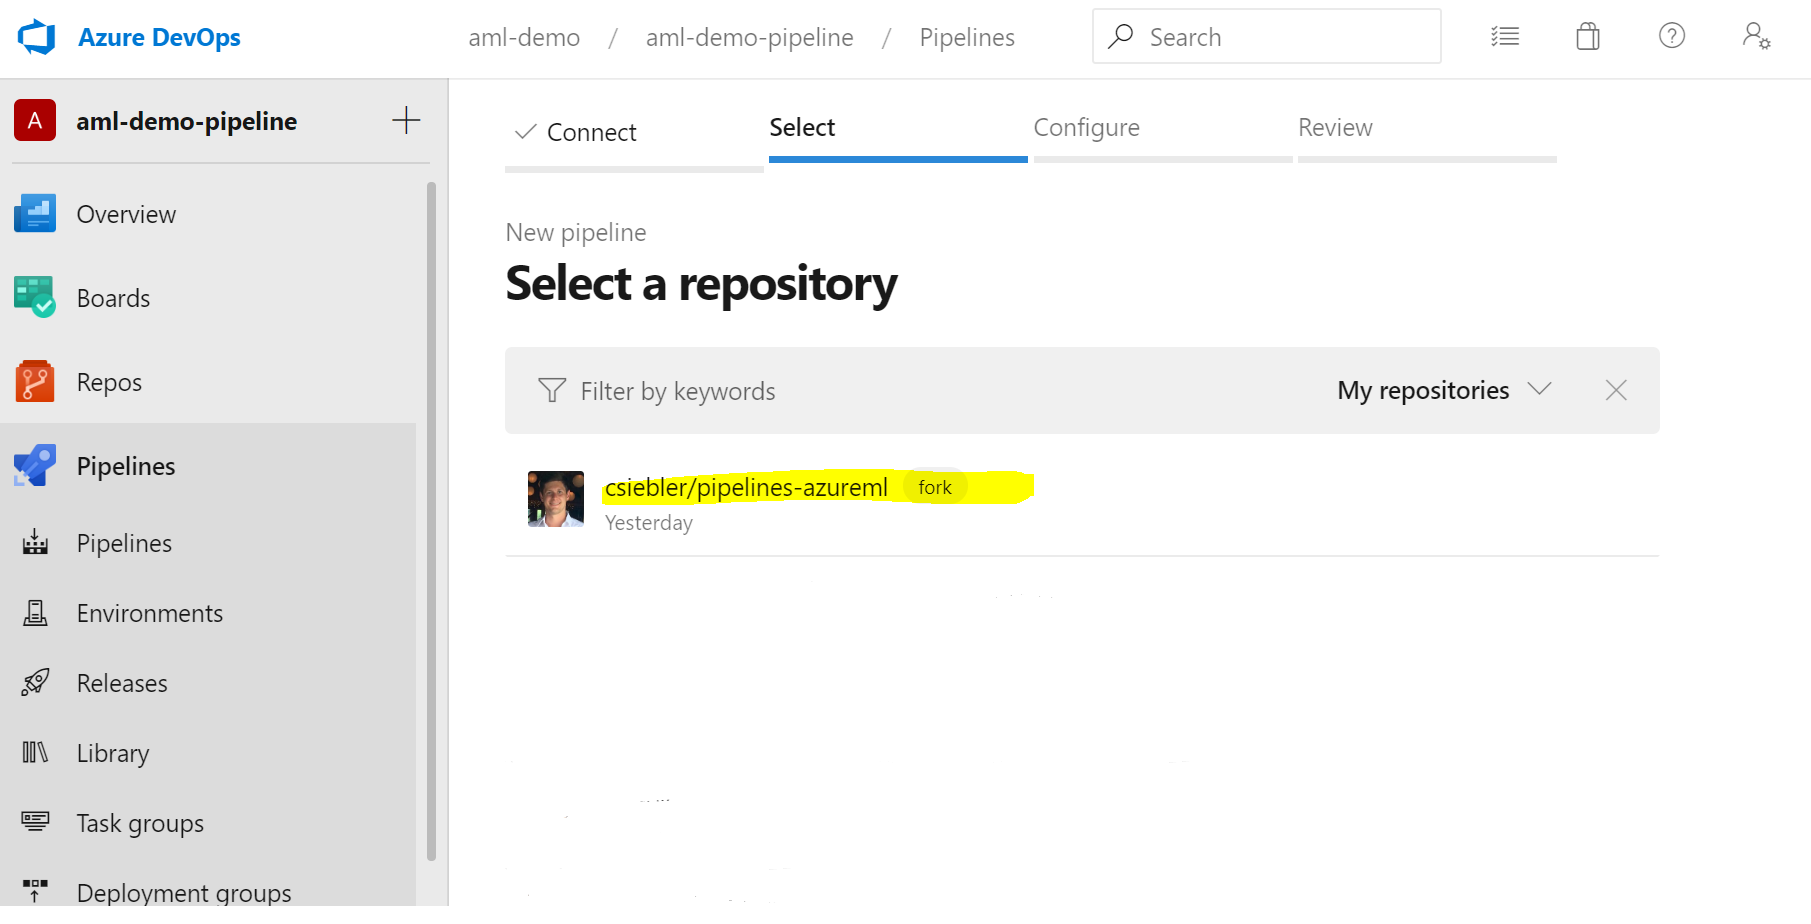 Azure DevOps
aml-demo / aml-demo-pipeline / Pipelines
Search
A
aml-demo-pipeline
Overview
Boards
Repos
Pipelines
Pipelines
Environments
Releases
Library
Task groups
Deployment groups
Connect
Select
Configure
Review
New pipeline
Select a repository
Filter by keywords
My repositories
csiebler/pipelines-azureml fork
Yesterday